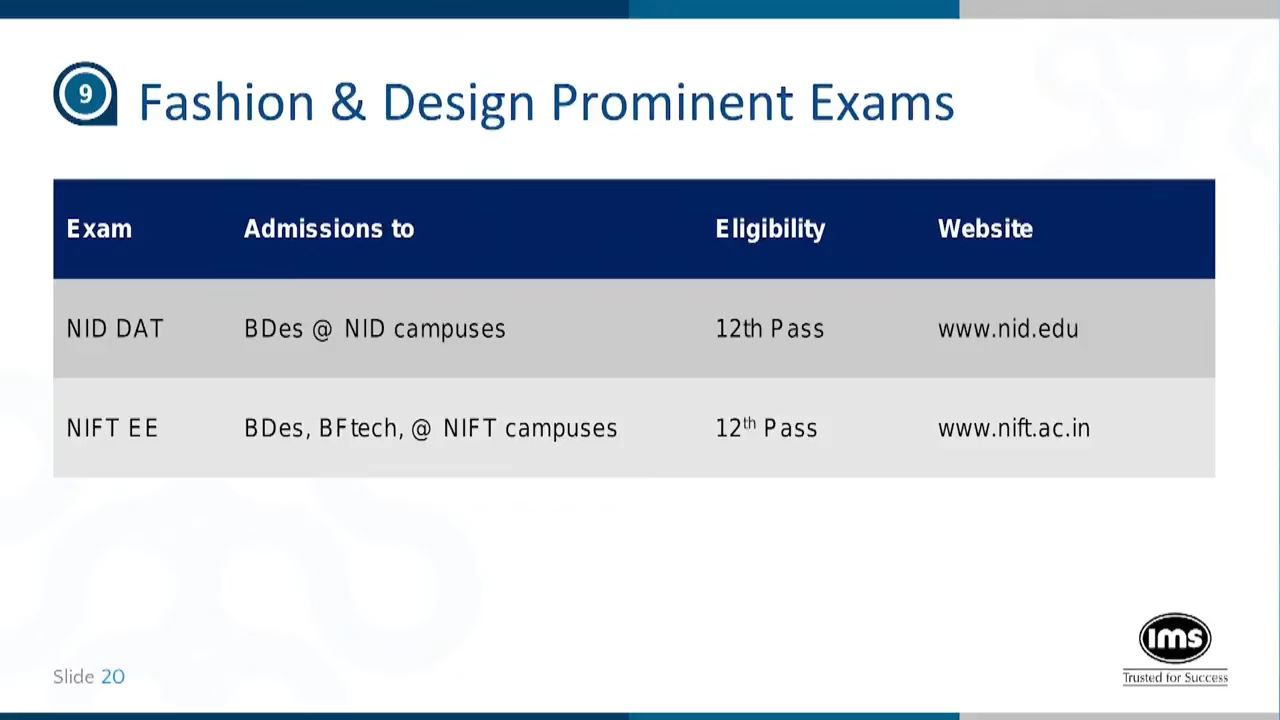 9
Fashion & Design Prominent Exams
Exam Admissions to Eligibility Website
NID DAT BDes @ NID campuses 12th Pass www.nid.edu
NIFT EE BDes, BFtech, @ NIFT campuses 12th Pass www.nift.ac.in
ims
Trusted for Success
Slide 20